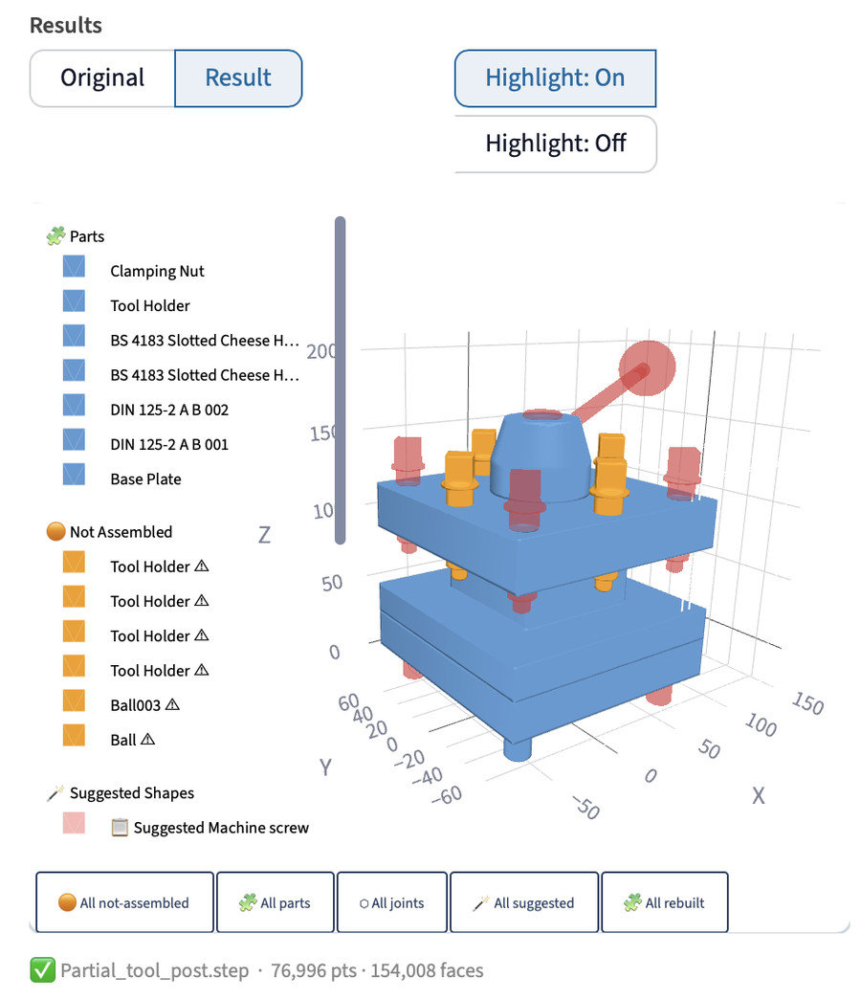 Results
Original Result Highlight: On
Highlight: Off
🧩 Parts
Clamping Nut
Tool Holder
BS 4183 Slotted Cheese H...
BS 4183 Slotted Cheese H...
DIN 125-2 A B 002
DIN 125-2 A B 001
Base Plate
🟠 Not Assembled
Tool Holder ⚠
Tool Holder ⚠
Tool Holder ⚠
Tool Holder ⚠
Ball003 ⚠
Ball ⚠
🪄 Suggested Shapes
📋 Suggested Machine screw
200
150
10
50
0
Z
60
40
20
0
−20
−40
−60
Y
−50
0
50
100
150
X
🟠 All not-assembled 🧩 All parts ⬡ All joints 🪄 All suggested 🧩 All rebuilt
✅ Partial_tool_post.step · 76,996 pts · 154,008 faces